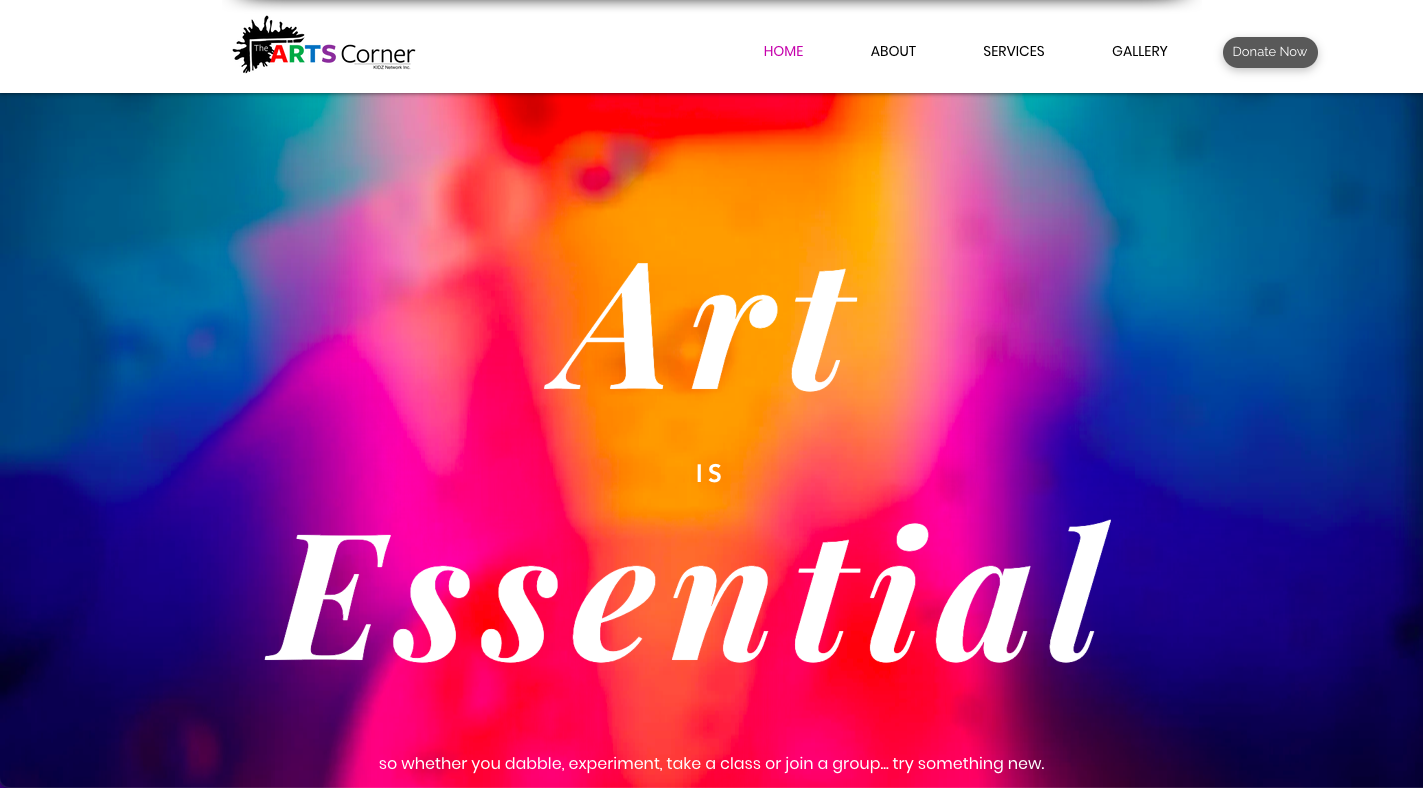 The ARTS Corner
KIDZ Network Inc.
HOME ABOUT SERVICES GALLERY Donate Now
Art
IS
Essential
so whether you dabble, experiment, take a class or join a group... try something new.